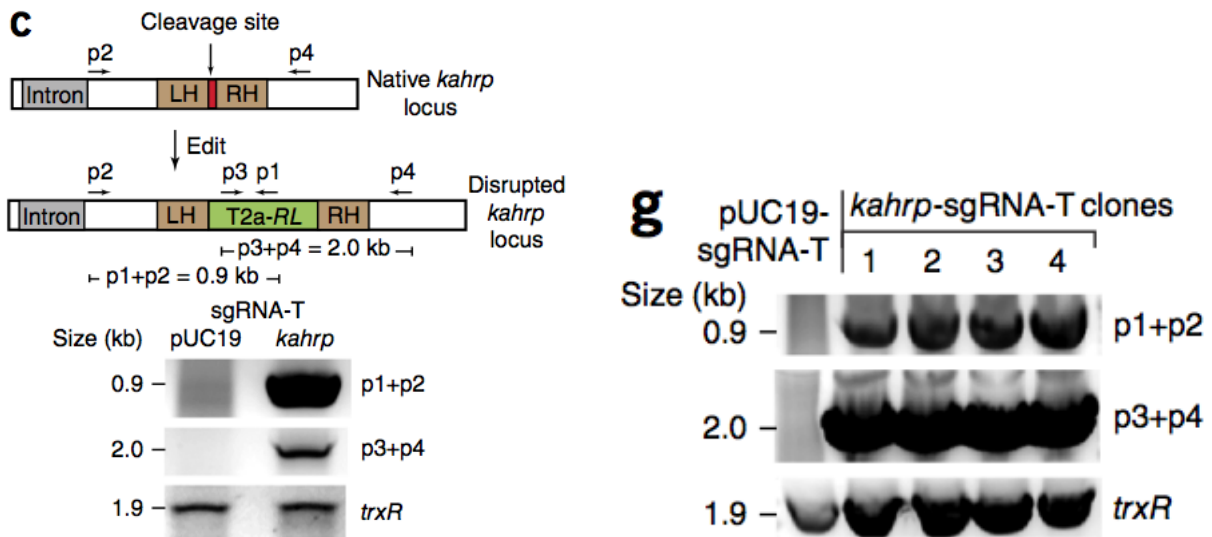 c
Cleavage site
p2
p4
Intron
LH
RH
Native kahrp
locus
Edit
p2
p3
p1
p4
Intron
LH
T2a-RL
RH
Disrupted
kahrp
locus
p3+p4 = 2.0 kb
p1+p2 = 0.9 kb
sgRNA-T
Size (kb)
pUC19
kahrp
0.9
p1+p2
2.0
p3+p4
1.9
trxR
g
pUC19-
sgRNA-T
kahrp-sgRNA-T clones
1
2
3
4
Size (kb)
0.9
p1+p2
2.0
p3+p4
1.9
trxR